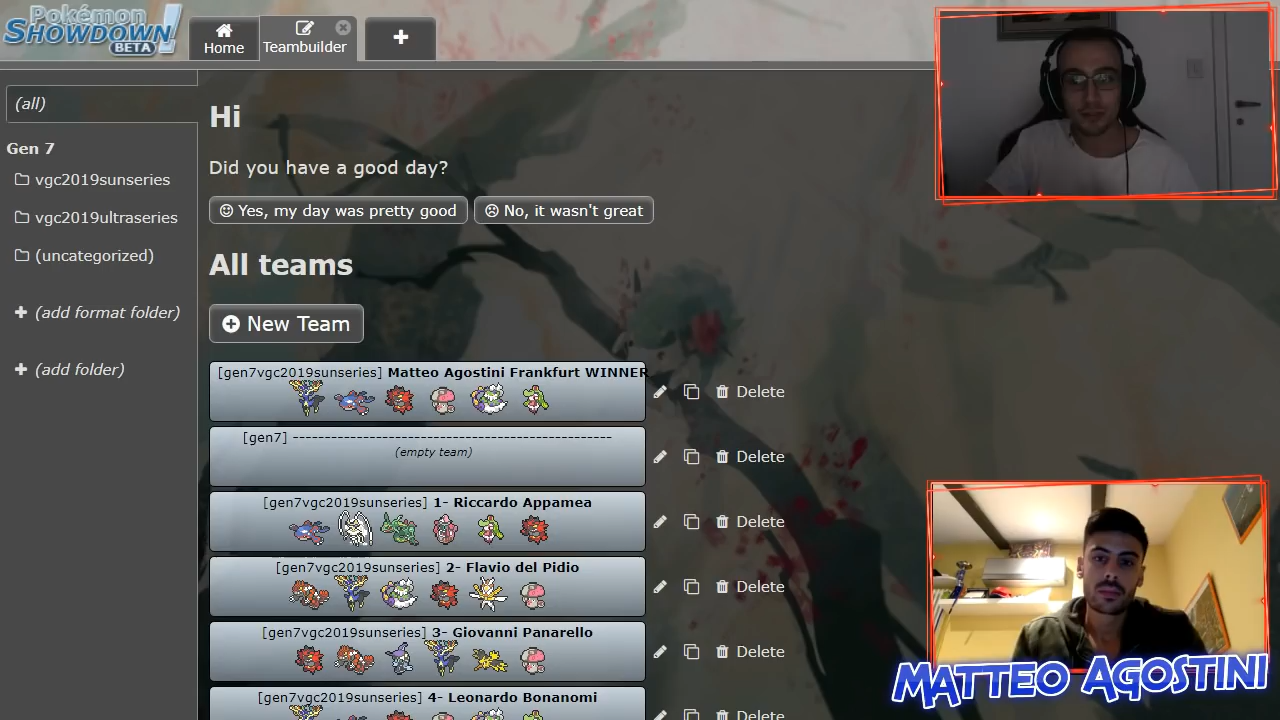 Pokémon
SHOWDOWN!
BETA
Home
Teambuilder
(all)
Gen 7
vgc2019sunseries
vgc2019ultraseries
(uncategorized)
(add format folder)
(add folder)
Hi
Did you have a good day?
Yes, my day was pretty good
No, it wasn't great
All teams
New Team
[gen7vgc2019sunseries] Matteo Agostini Frankfurt WINNER
Delete
[gen7] --------------------------------------------------
(empty team)
Delete
[gen7vgc2019sunseries] 1- Riccardo Appamea
Delete
[gen7vgc2019sunseries] 2- Flavio del Pidio
Delete
[gen7vgc2019sunseries] 3- Giovanni Panarello
Delete
[gen7vgc2019sunseries] 4- Leonardo Bonanomi
Delete
MATTEO AGOSTINI